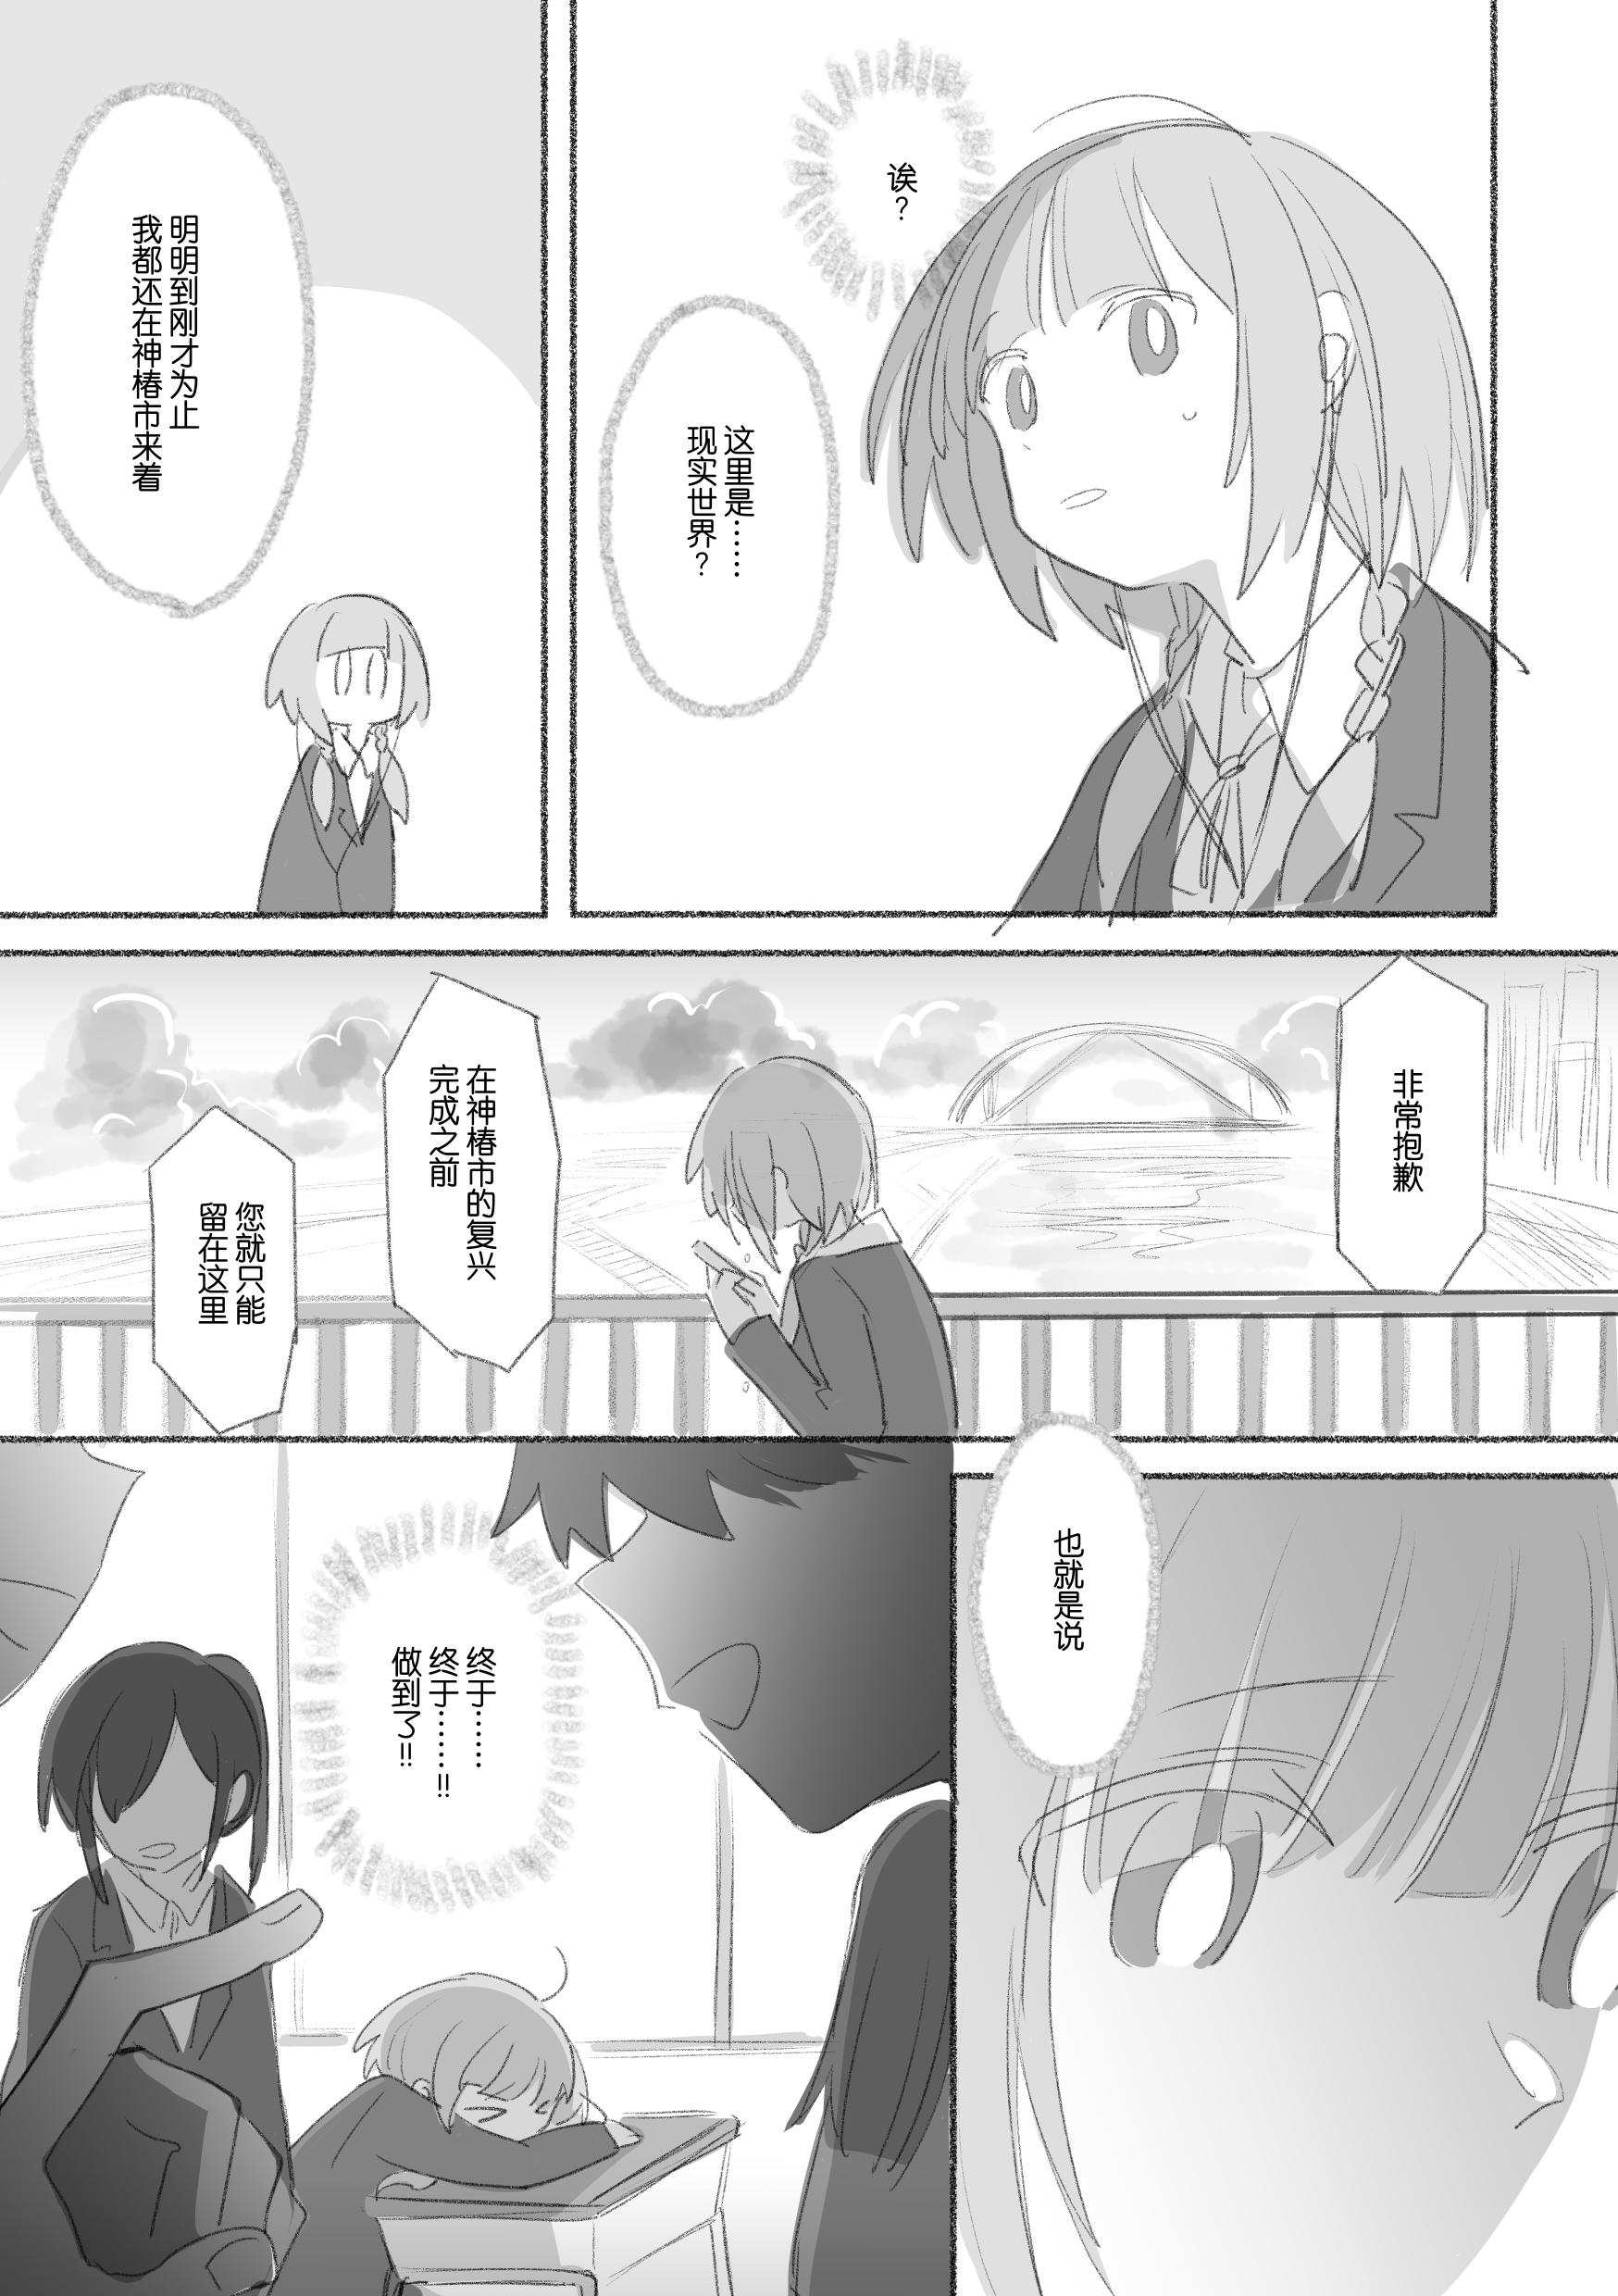 诶？
这里是……
现实世界？
明明到刚才为止
我都还在神椿市来着
非常抱歉
在神椿市的复兴
完成之前
您就只能
留在这里
也就是说
终于……
终于……!!
做到了!!